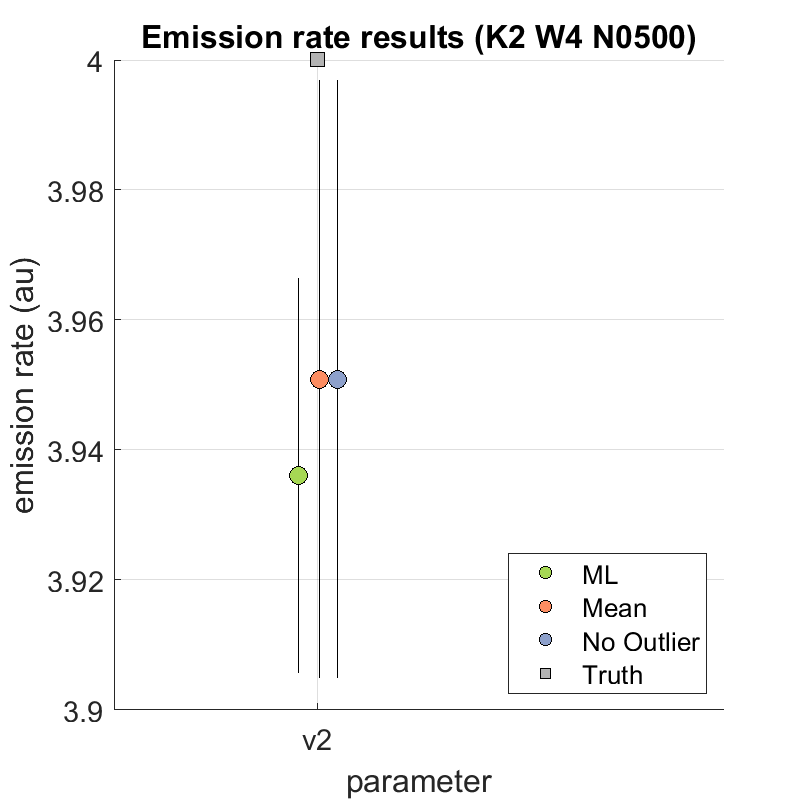 Emission rate results (K2 W4 N0500)
4
3.98
3.96
3.94
3.92
3.9
emission rate (au)
v2
parameter
ML
Mean
No Outlier
Truth